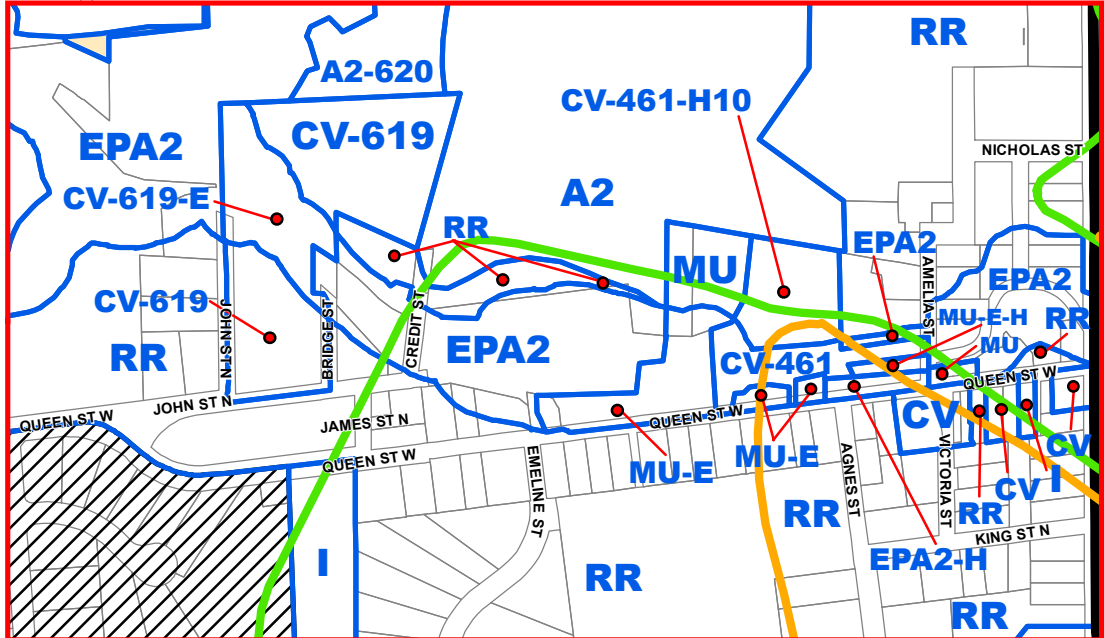 RR
A2-620
CV-461-H10
CV-619
EPA2
NICHOLAS ST
A2
CV-619-E
RR
EPA2
MU
AMELIA ST
EPA2
CV-619
JOHN ST N
BRIDGE ST
CREDIT ST
MU-E-H
RR
MU
EPA2
RR
CV-461
QUEEN ST W
JOHN ST N
QUEEN ST W
JAMES ST N
QUEEN ST W
CV
QUEEN ST W
MU-E
MU-E
CV
EMELINE ST
AGNES ST
VICTORIA ST
CV
I
RR
RR
KING ST N
EPA2-H
I
RR
RR